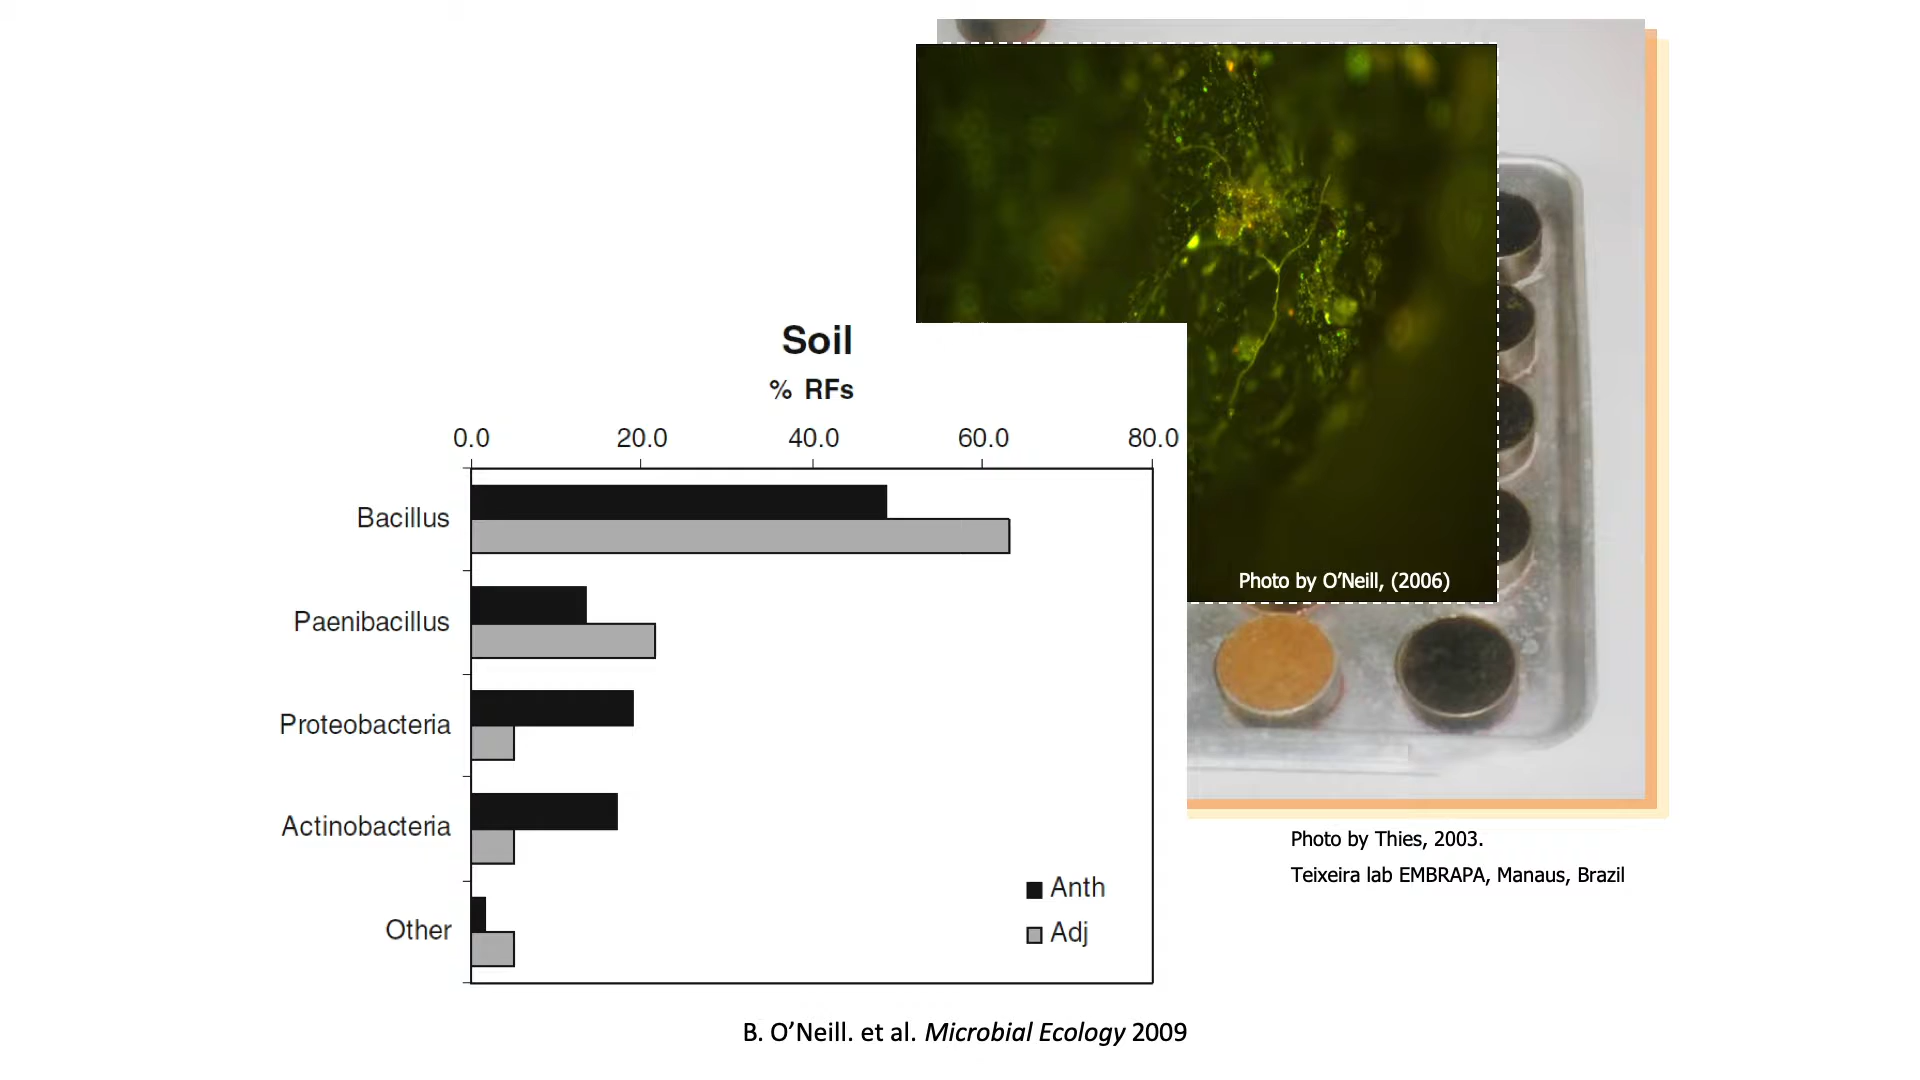 Soil
% RFs
0.0 20.0 40.0 60.0 80.0
Bacillus
Paenibacillus
Proteobacteria
Actinobacteria
Other
Anth
Adj
Photo by O’Neill, (2006)
Photo by Thies, 2003.
Teixeira lab EMBRAPA, Manaus, Brazil
B. O’Neill. et al. Microbial Ecology 2009